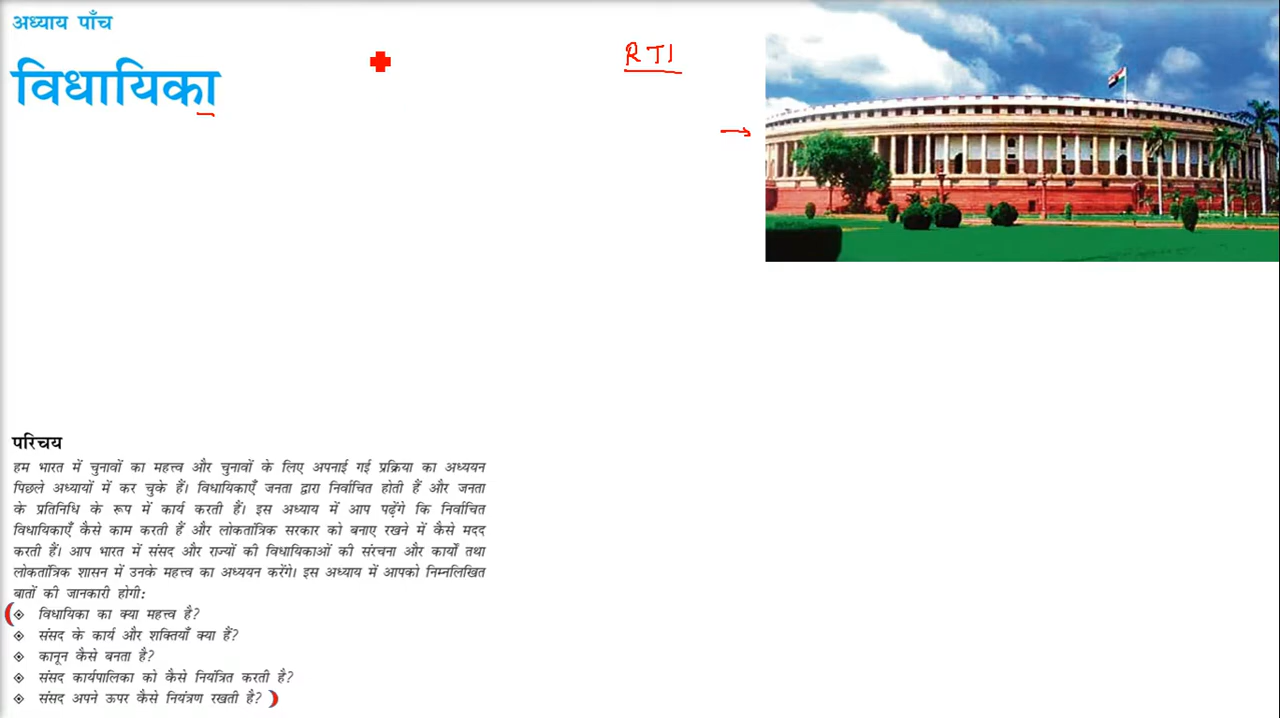 अध्याय पाँच
विधायिका
RTI
परिचय
हम भारत में चुनावों का महत्त्व और चुनावों के लिए अपनाई गई प्रक्रिया का अध्ययन
पिछले अध्यायों में कर चुके हैं। विधायिकाएँ जनता द्वारा निर्वाचित होती हैं और जनता
के प्रतिनिधि के रूप में कार्य करती हैं। इस अध्याय में आप पढ़ेंगे कि निर्वाचित
विधायिकाएँ कैसे काम करती हैं और लोकतांत्रिक सरकार को बनाए रखने में कैसे मदद
करती हैं। आप भारत में संसद और राज्यों की विधायिकाओं की संरचना और कार्यों तथा
लोकतांत्रिक शासन में उनके महत्त्व का अध्ययन करेंगे। इस अध्याय में आपको निम्नलिखित
बातों की जानकारी होगी:
विधायिका का क्या महत्त्व है?
संसद के कार्य और शक्तियाँ क्या हैं?
कानून कैसे बनता है?
संसद कार्यपालिका को कैसे नियंत्रित करती है?
संसद अपने ऊपर कैसे नियंत्रण रखती है?